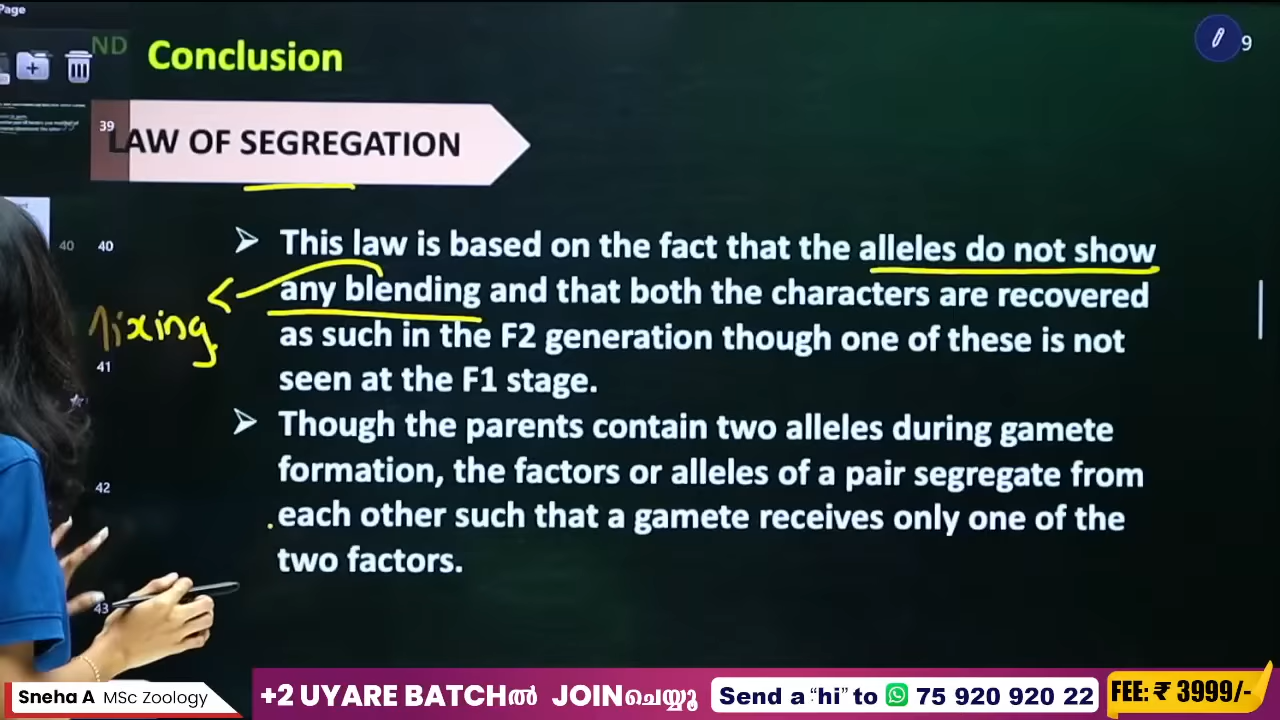 Page
ND
Conclusion
9
39
LAW OF SEGREGATION
40
40
This law is based on the fact that the alleles do not show
any blending and that both the characters are recovered
as such in the F2 generation though one of these is not
seen at the F1 stage.
Mixing
41
Though the parents contain two alleles during gamete
formation, the factors or alleles of a pair segregate from
each other such that a gamete receives only one of the
two factors.
42
43
Sneha A MSc Zoology
+2 UYARE BATCHൽ JOINചെയ്യൂ
Send a “hi” to 75 920 920 22
FEE: ₹ 3999/-